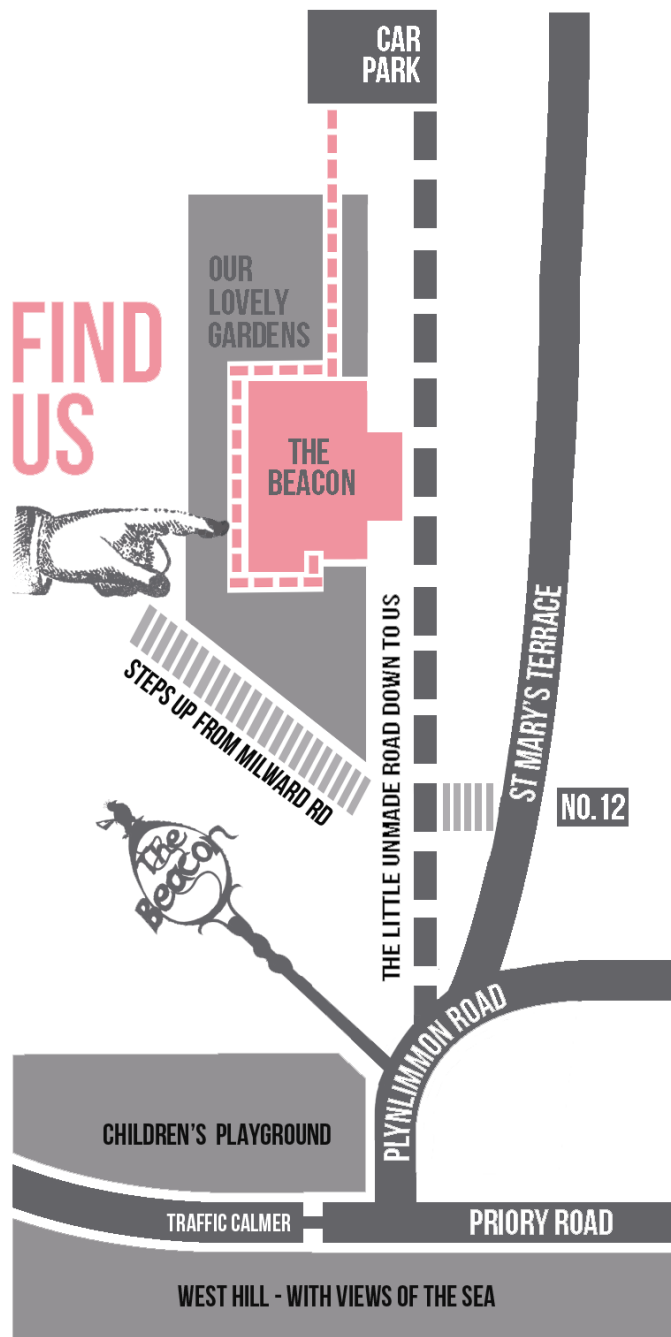 CAR
PARK
OUR
LOVELY
GARDENS
FIND
US
THE
BEACON
STEPS UP FROM MILWARD RD
THE LITTLE UNMADE ROAD DOWN TO US
ST MARY'S TERRACE
NO. 12
The
Beacon
PLYNLIMMON ROAD
CHILDREN'S PLAYGROUND
TRAFFIC CALMER
PRIORY ROAD
WEST HILL - WITH VIEWS OF THE SEA